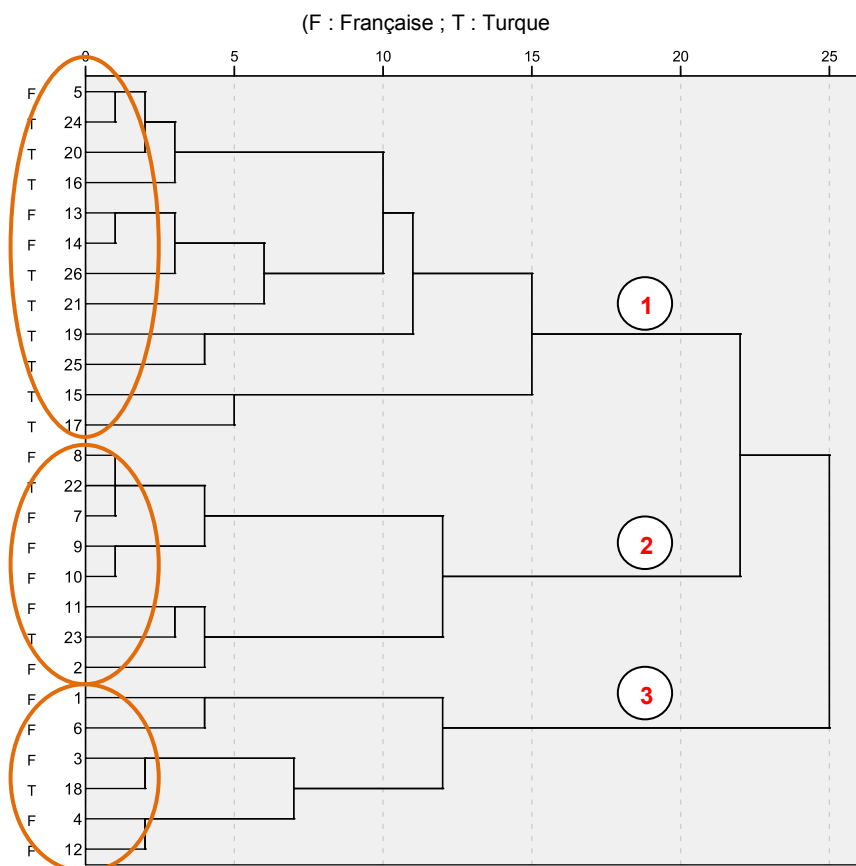 (F : Française ; T : Turque
0 5 10 15 20 25
F 5
T 24
T 20
T 16
F 13
F 14
T 26
T 21
T 19
T 25
T 15
T 17
F 8
T 22
F 7
F 9
F 10
F 11
T 23
F 2
F 1
F 6
F 3
T 18
F 4
F 12
1
2
3